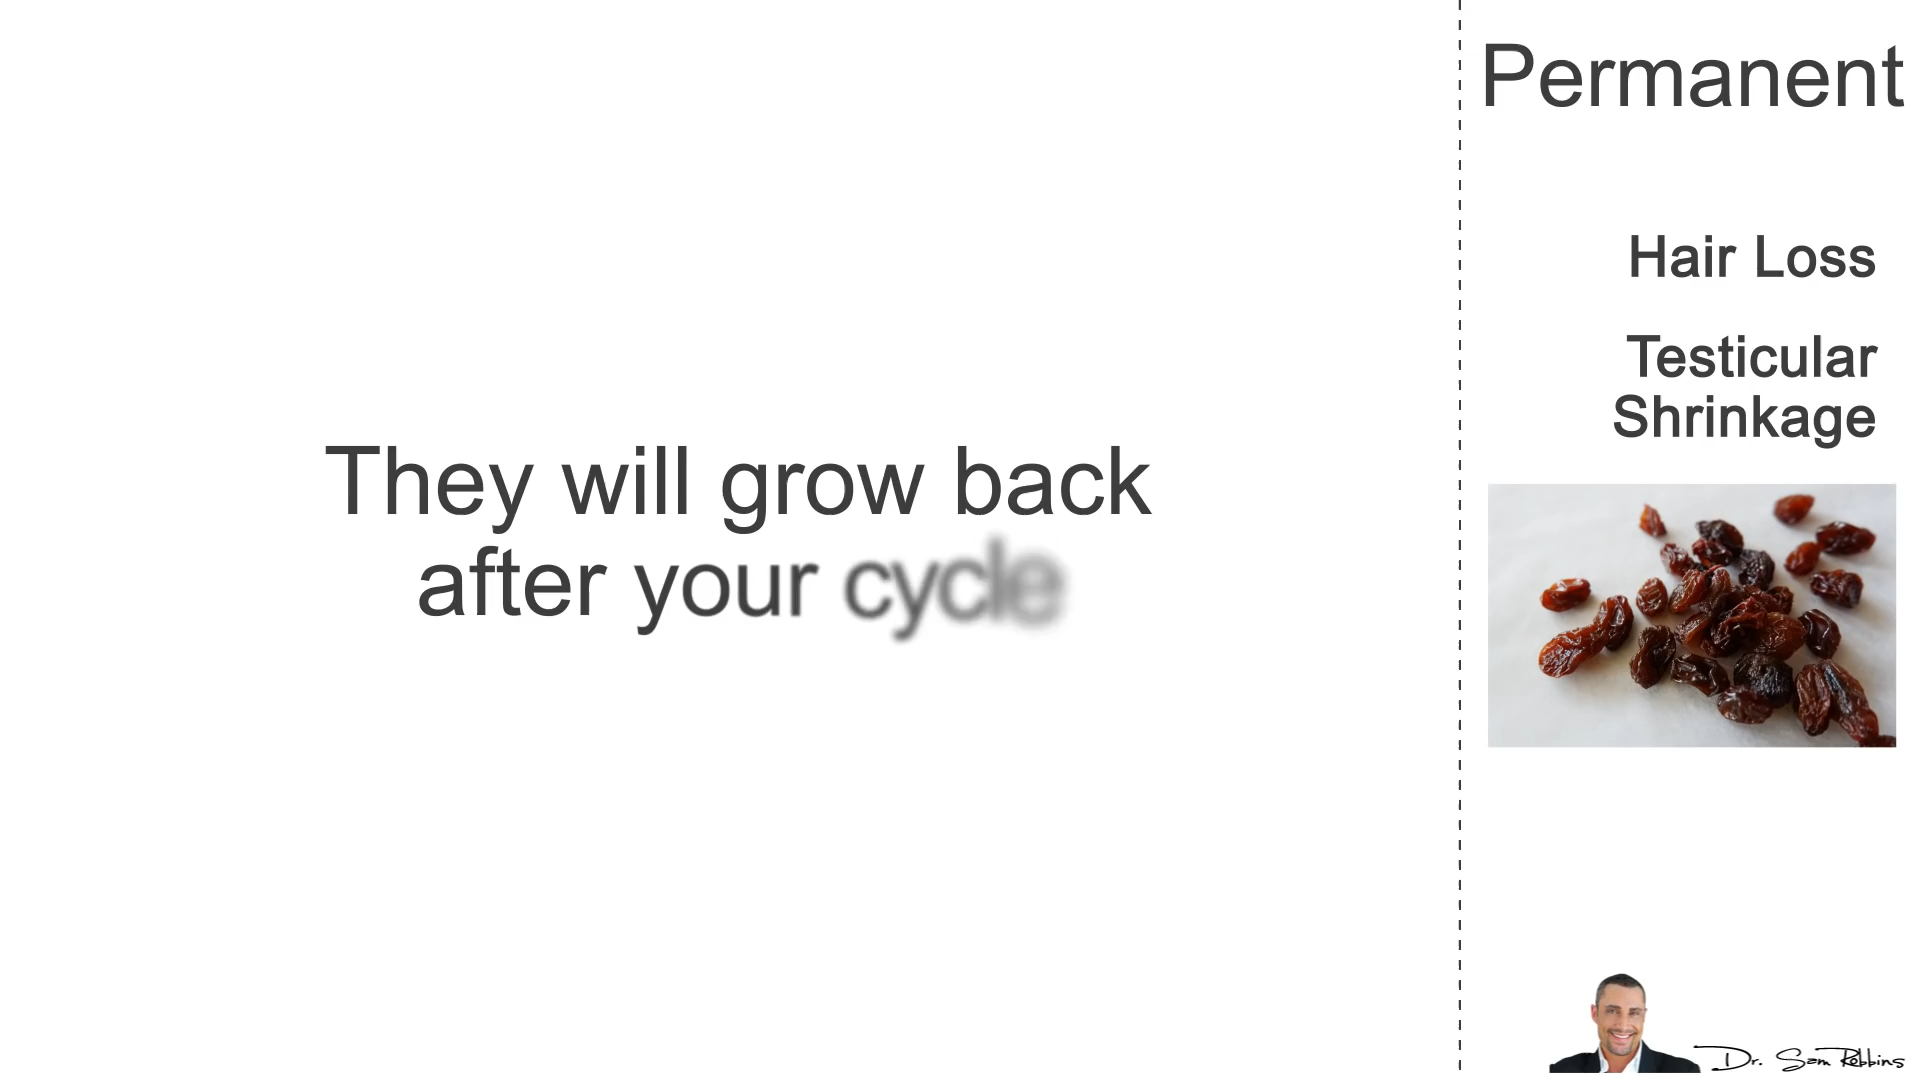 They will grow back
after your cycle
Permanent
Hair Loss
Testicular
Shrinkage
Dr. Sam Robbins